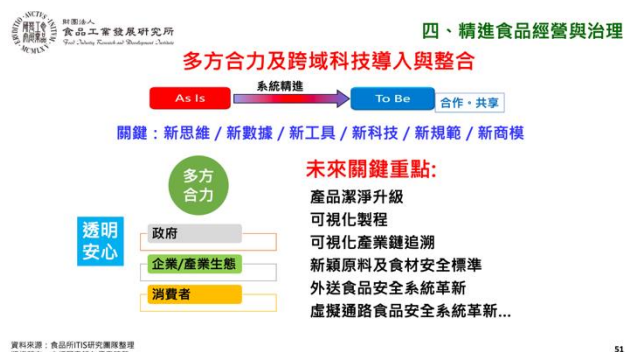 財團法人
食品工業發展研究所
Food Industry Research and Development Institute
四、精進食品經營與治理
多方合力及跨域科技導入與整合
As Is
系統精進
To Be
合作。共享
關鍵：新思維 / 新數據 / 新工具 / 新科技 / 新規範 / 新商模
多方
合力
透明
安心
政府
企業/產業生態
消費者
未來關鍵重點:
產品潔淨升級
可視化製程
可視化產業鏈追溯
新穎原料及食材安全標準
外送食品安全系統革新
虛擬通路食品安全系統革新...
資料來源：食品所ITIS研究團隊整理
51